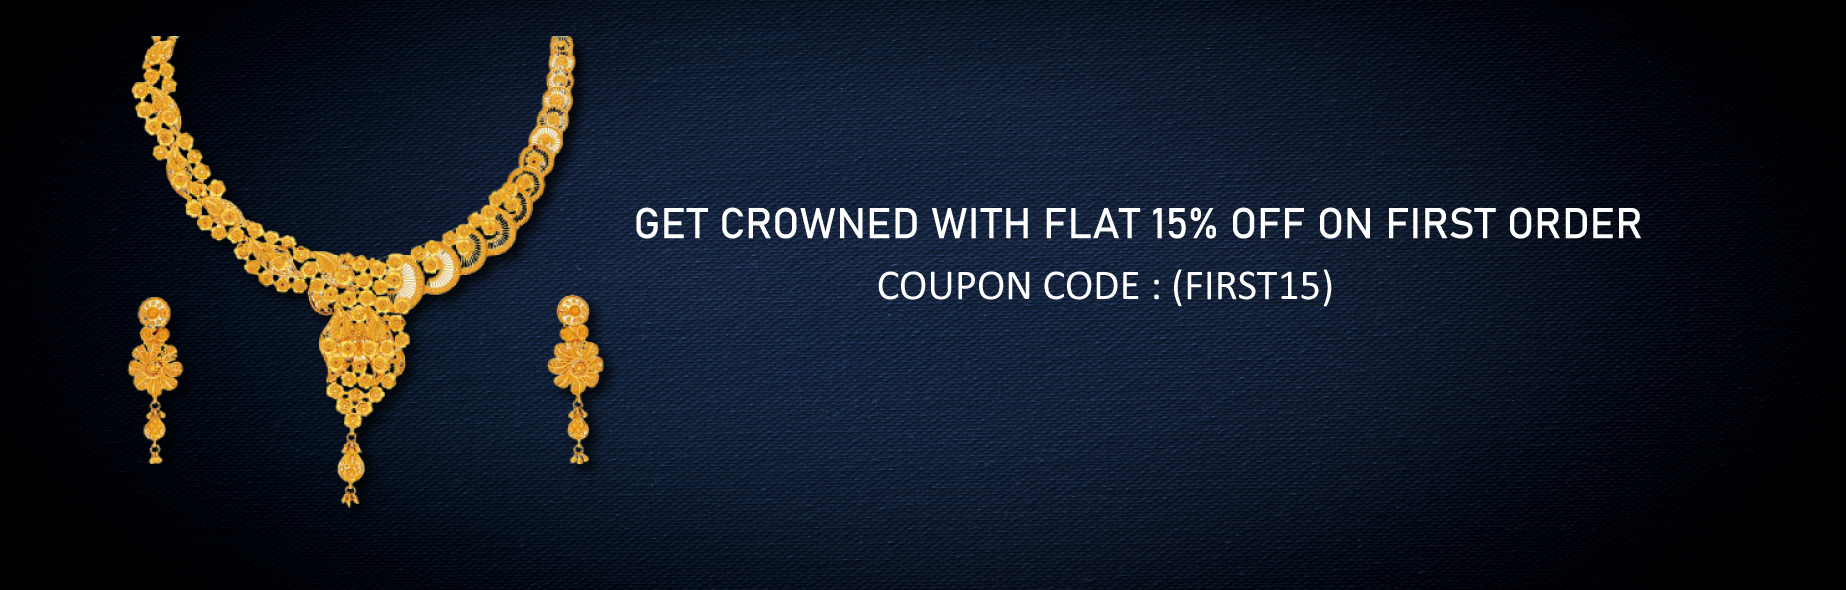 GET CROWNED WITH FLAT 15% OFF ON FIRST ORDER
COUPON CODE : (FIRST15)